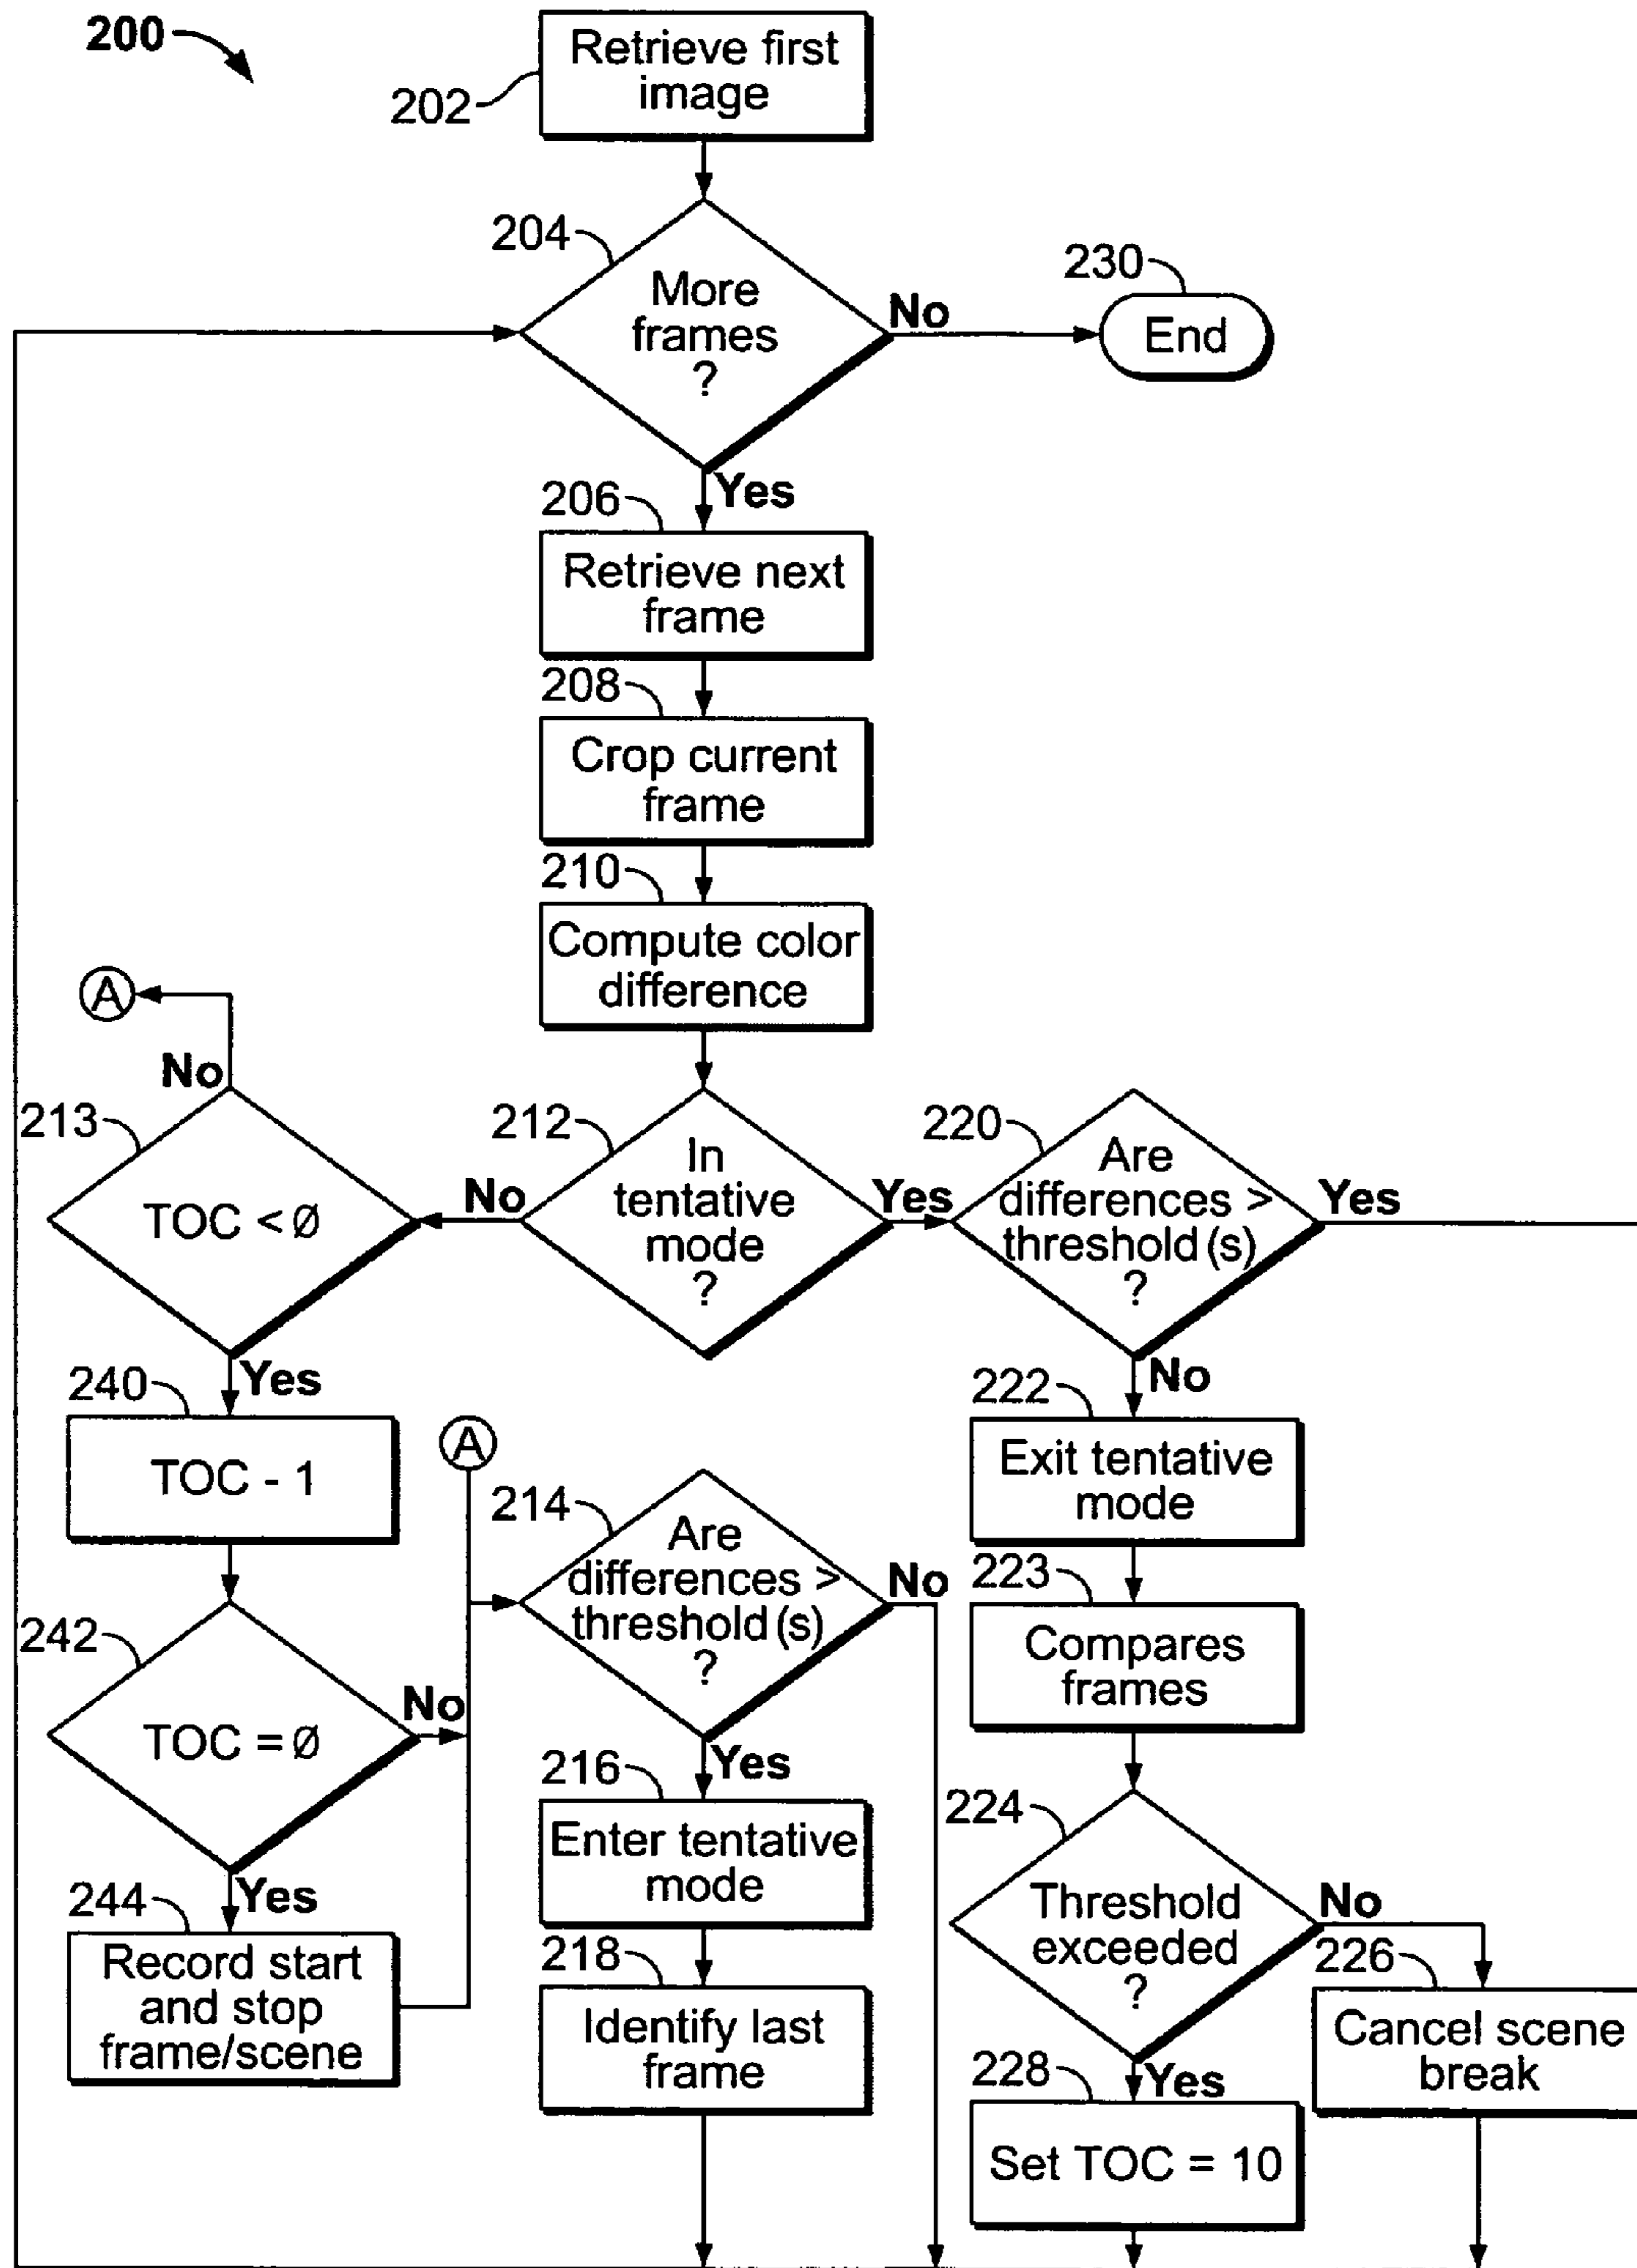 200
Retrieve first
image
202
204
More
frames
?
No
230
End
Yes
206
Retrieve next
frame
208
Crop current
frame
210
Compute color
difference
A
No
213
TOC < Ø
No
212
In
tentative
mode
?
Yes
220
Are
differences >
threshold(s)
?
Yes
Yes
240
TOC - 1
A
No
222
Exit tentative
mode
214
Are
differences >
threshold(s)
?
No
223
Compares
frames
242
TOC = Ø
No
Yes
216
Enter tentative
mode
224
Threshold
exceeded
?
No
226
Cancel scene
break
Yes
244
Record start
and stop
frame/scene
218
Identify last
frame
Yes
228
Set TOC = 10